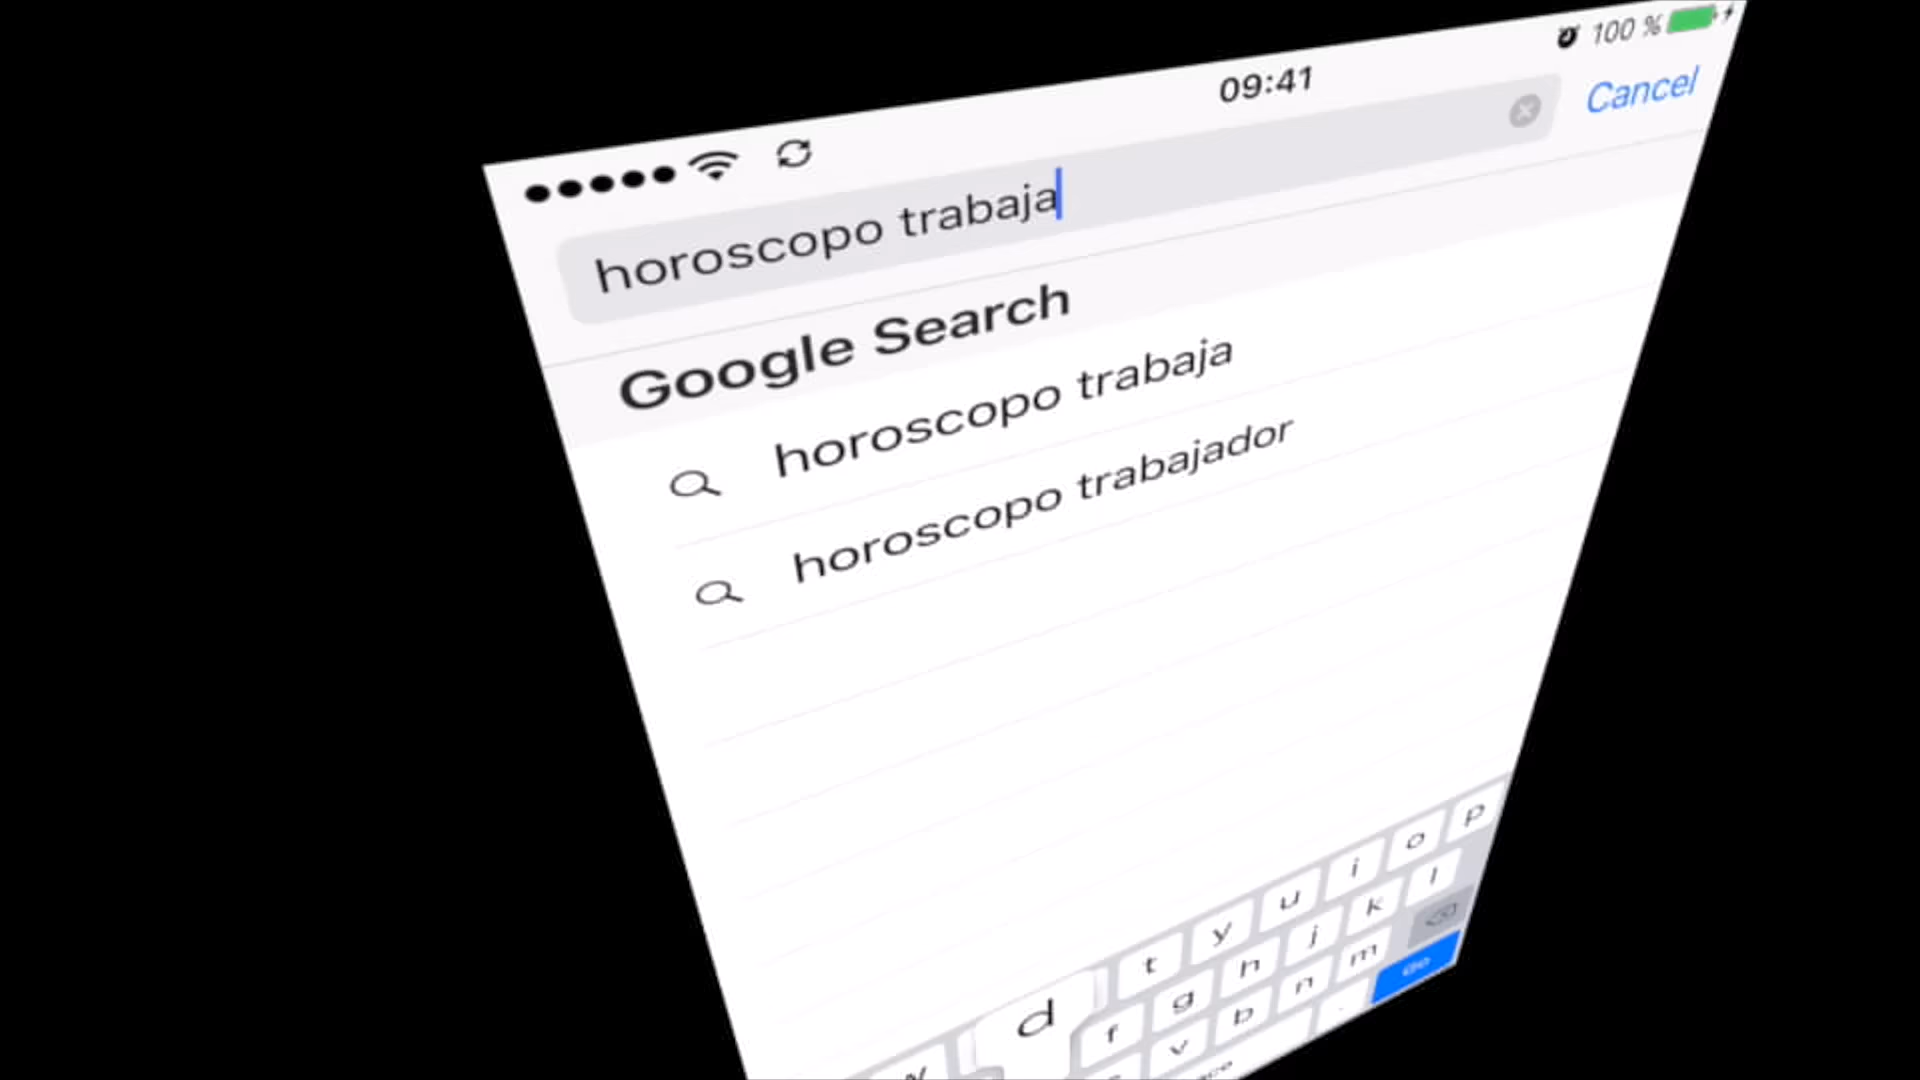 09:41
100 %
horoscopo trabaja
Cancel
Google Search
horoscopo trabaja
horoscopo trabajador
t y u i o p
d f g h j k l
v b n m